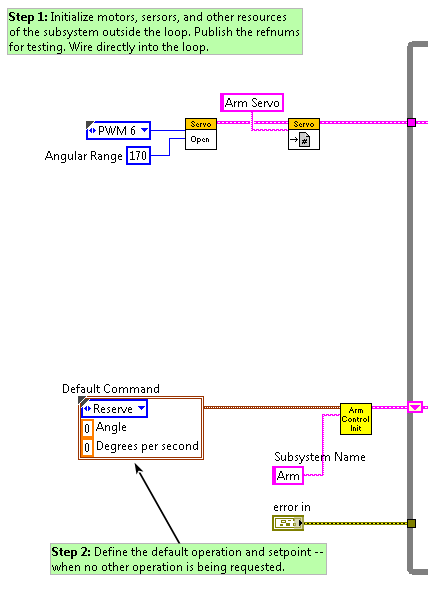 Step 1: Initialize motors, sersors, and other resources
of the subsystem outside the loop. Publish the refnums
for testing. Wire directly into the loop.
Arm Servo
PWM 6
Servo
Open
Servo
#
Angular Range 170
Default Command
Reserve
0 Angle
0 Degrees per second
Arm
Control
Init
Subsystem Name
Arm
error in
Step 2: Define the default operation and setpoint --
when no other operation is being requested.